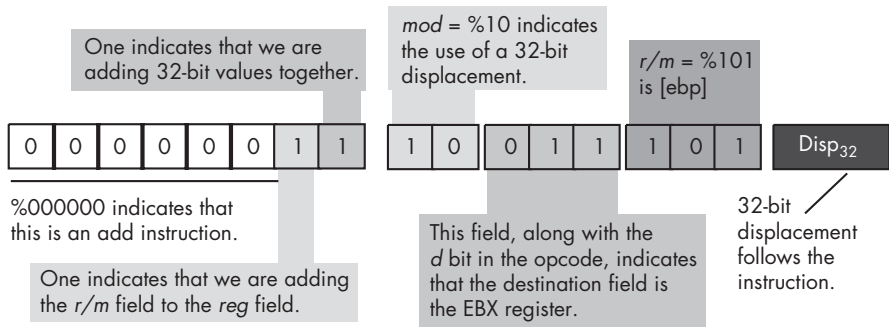 One indicates that we are
adding 32-bit values together.
mod = %10 indicates
the use of a 32-bit
displacement.
r/m = %101
is [ebp]
0 0 0 0 0 0 1 1 1 0 0 1 1 1 0 1 Disp32
%000000 indicates that
this is an add instruction.
One indicates that we are adding
the r/m field to the reg field.
This field, along with the
d bit in the opcode, indicates
that the destination field is
the EBX register.
32-bit
displacement
follows the
instruction.